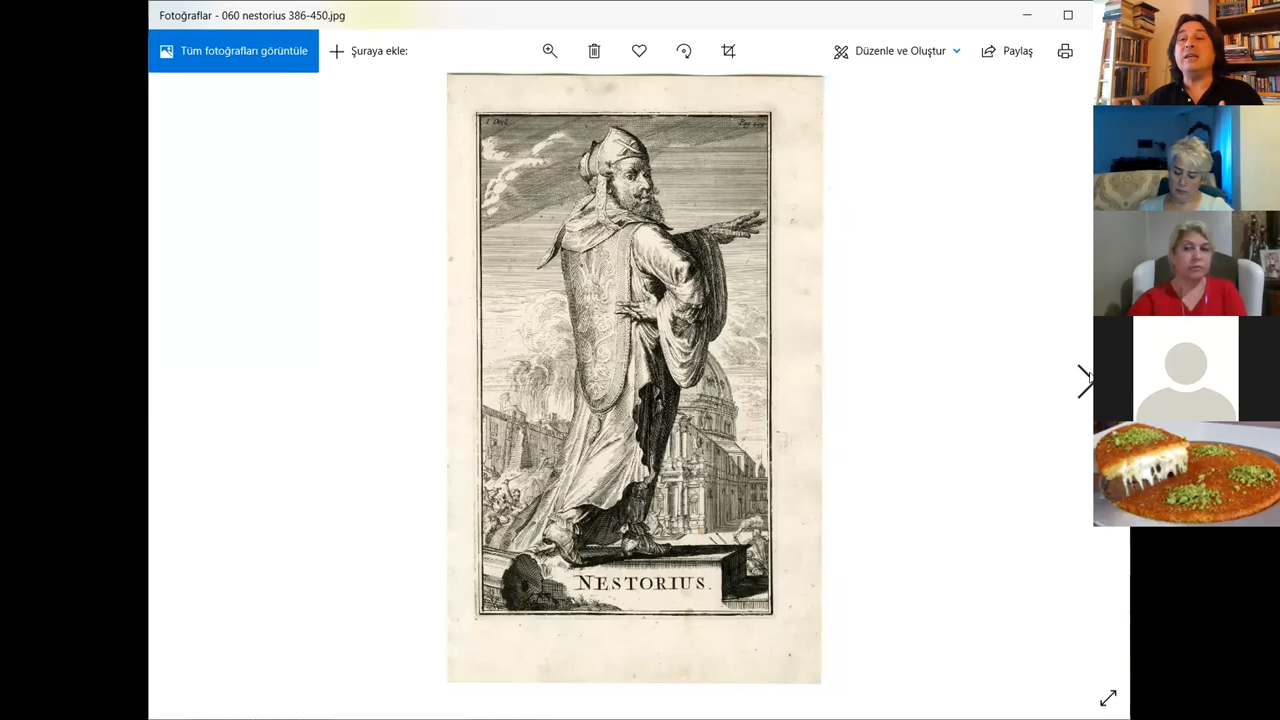 Fotoğraflar - 060 nestorius 386-450.jpg
Tüm fotoğrafları görüntüle
Şuraya ekle:
Düzenle ve Oluştur
Paylaş
NESTORIUS.